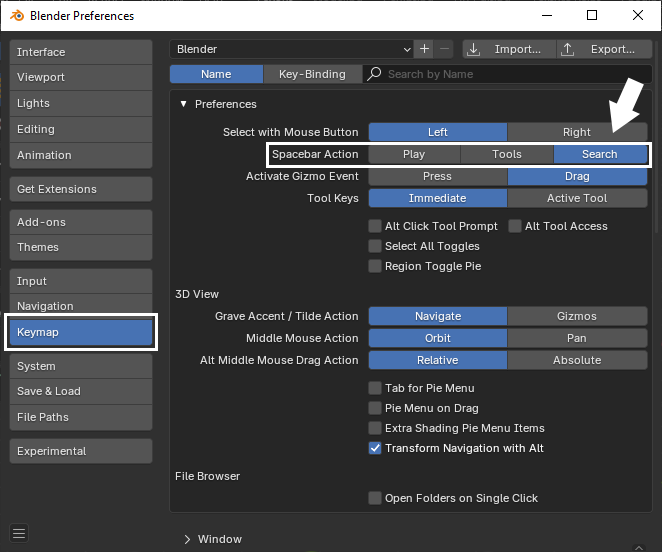 Blender Preferences
Interface
Viewport
Lights
Editing
Animation
Get Extensions
Add-ons
Themes
Input
Navigation
Keymap
System
Save & Load
File Paths
Experimental
Blender
Import...
Export...
Name
Key-Binding
Search by Name
Preferences
Select with Mouse Button Left Right
Spacebar Action Play Tools Search
Activate Gizmo Event Press Drag
Tool Keys Immediate Active Tool
Alt Click Tool Prompt Alt Tool Access
Select All Toggles
Region Toggle Pie
3D View
Grave Accent / Tilde Action Navigate Gizmos
Middle Mouse Action Orbit Pan
Alt Middle Mouse Drag Action Relative Absolute
Tab for Pie Menu
Pie Menu on Drag
Extra Shading Pie Menu Items
Transform Navigation with Alt
File Browser
Open Folders on Single Click
Window